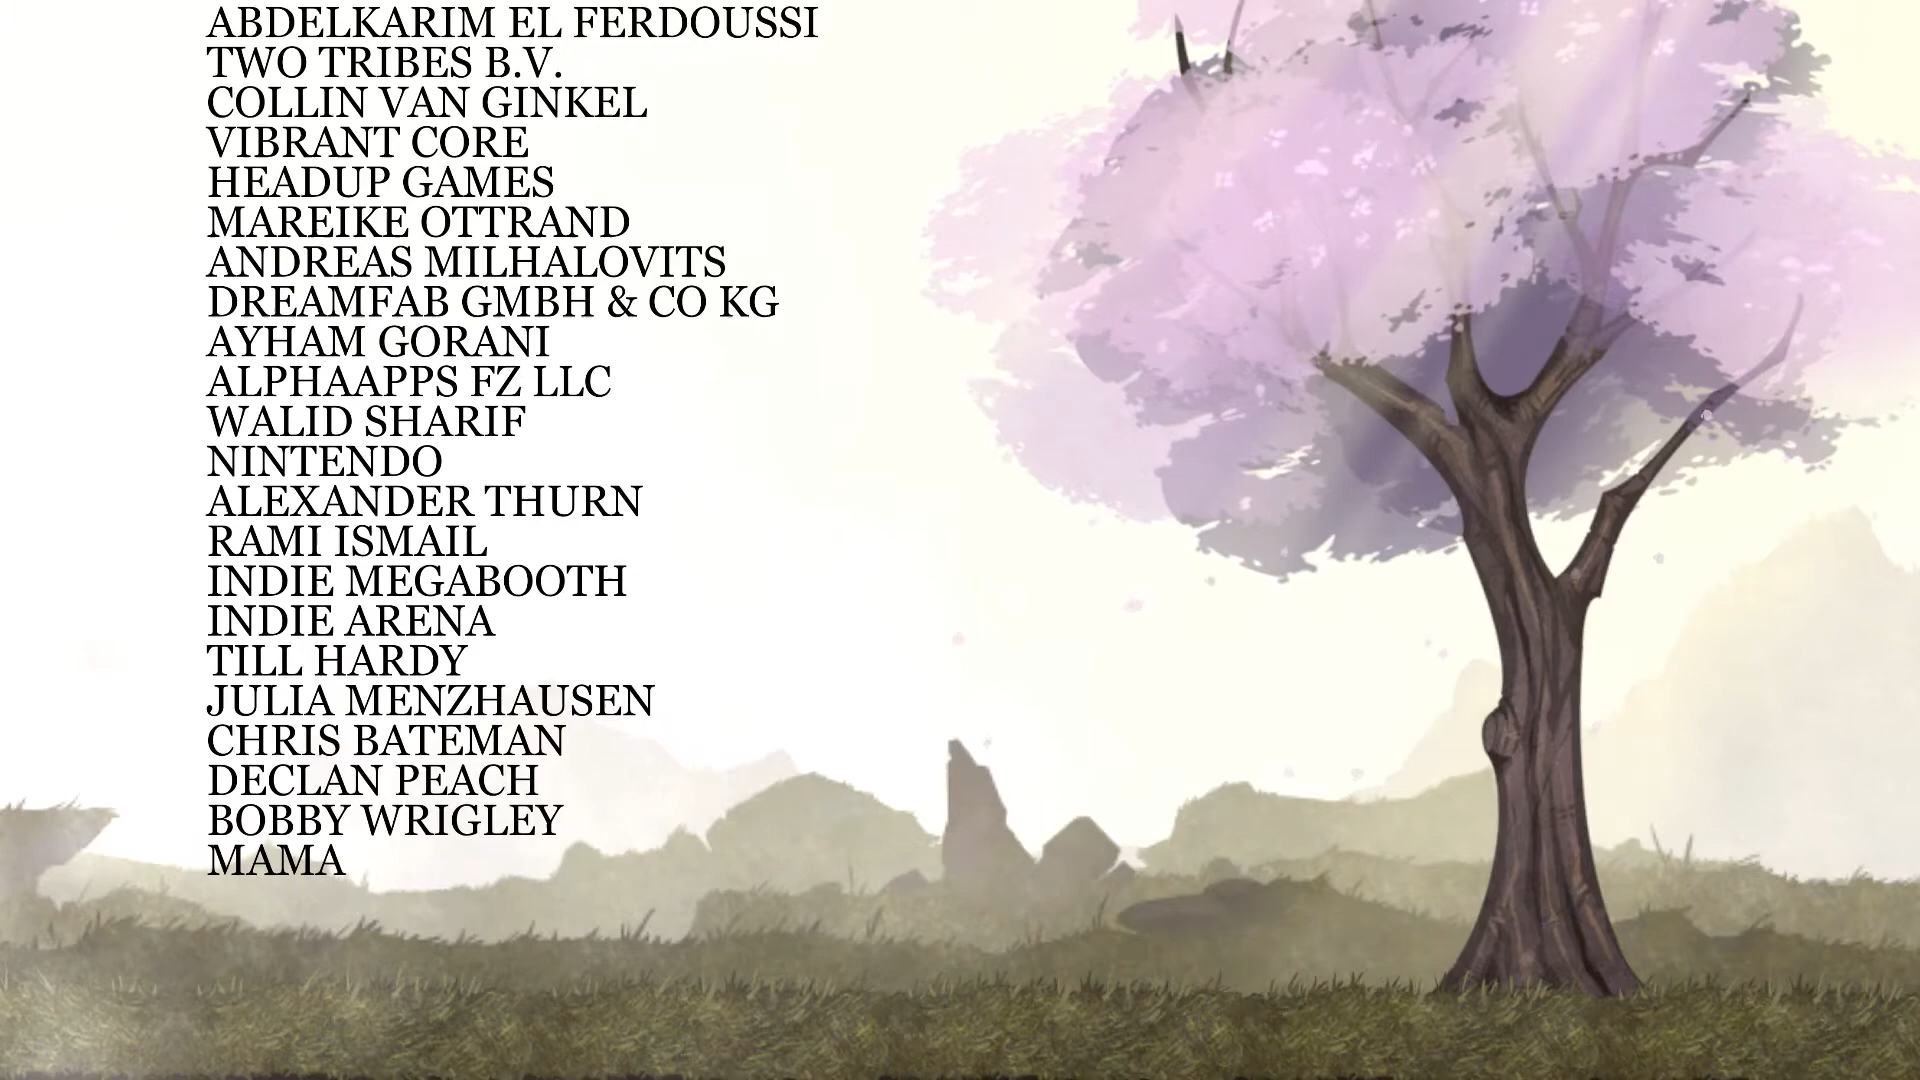 ABDELKARIM EL FERDOUSSI
TWO TRIBES B.V.
COLLIN VAN GINKEL
VIBRANT CORE
HEADUP GAMES
MAREIKE OTTRAND
ANDREAS MILHALOVITS
DREAMFAB GMBH & CO KG
AYHAM GORANI
ALPHAAPPS FZ LLC
WALID SHARIF
NINTENDO
ALEXANDER THURN
RAMI ISMAIL
INDIE MEGABOOTH
INDIE ARENA
TILL HARDY
JULIA MENZHAUSEN
CHRIS BATEMAN
DECLAN PEACH
BOBBY WRIGLEY
MAMA